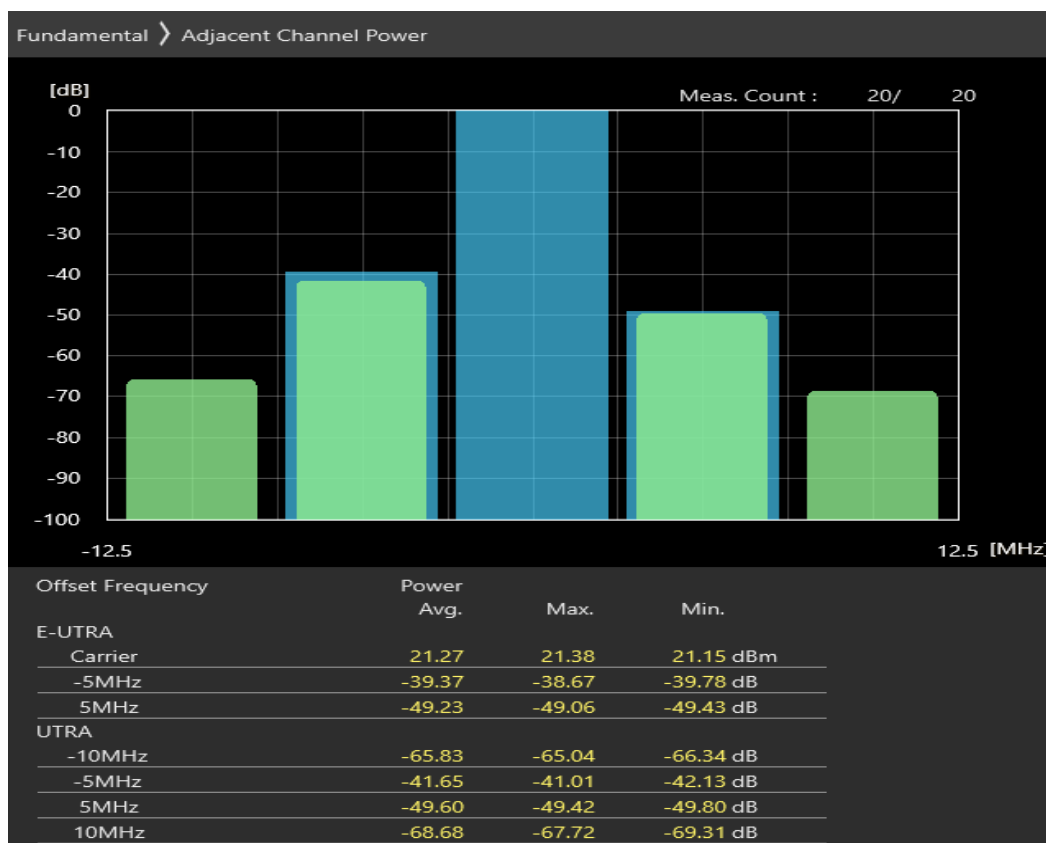 Fundamental 》 Adjacent Channel Power
[dB]
Meas. Count : 20/ 20
0
-10
-20
-30
-40
-50
-60
-70
-80
-90
-100
-12.5 12.5 [MHz]
Offset Frequency Power
Avg. Max. Min.
E-UTRA
Carrier 21.27 21.38 21.15 dBm
-5MHz -39.37 -38.67 -39.78 dB
5MHz -49.23 -49.06 -49.43 dB
UTRA
-10MHz -65.83 -65.04 -66.34 dB
-5MHz -41.65 -41.01 -42.13 dB
5MHz -49.60 -49.42 -49.80 dB
10MHz -68.68 -67.72 -69.31 dB